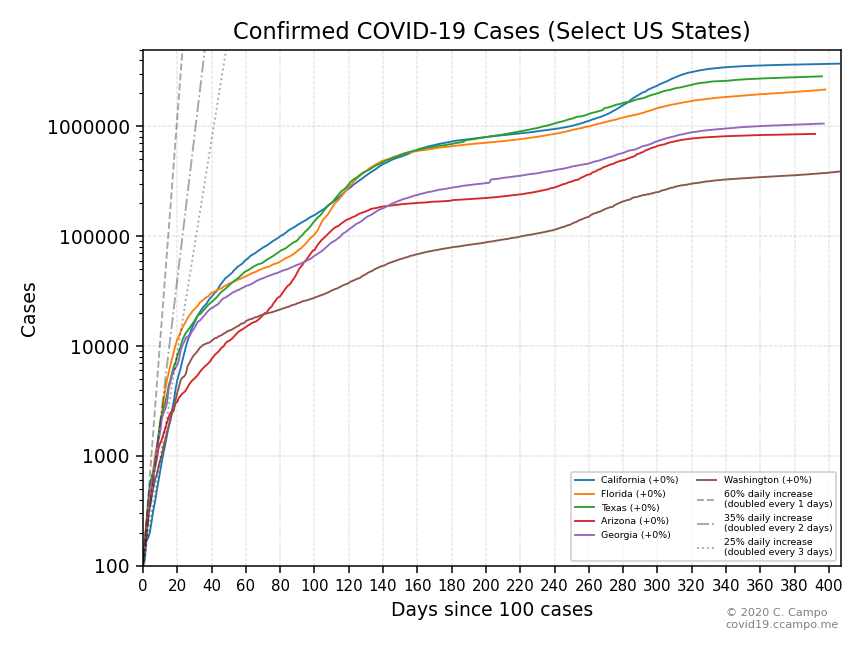 Confirmed COVID-19 Cases (Select US States)
Cases
1000000
100000
10000
1000
100
0 20 40 60 80 100 120 140 160 180 200 220 240 260 280 300 320 340 360 380 400
Days since 100 cases
California (+0%)
Florida (+0%)
Texas (+0%)
Arizona (+0%)
Georgia (+0%)
Washington (+0%)
60% daily increase
(doubled every 1 days)
35% daily increase
(doubled every 2 days)
25% daily increase
(doubled every 3 days)
© 2020 C. Campo
covid19.ccampo.me